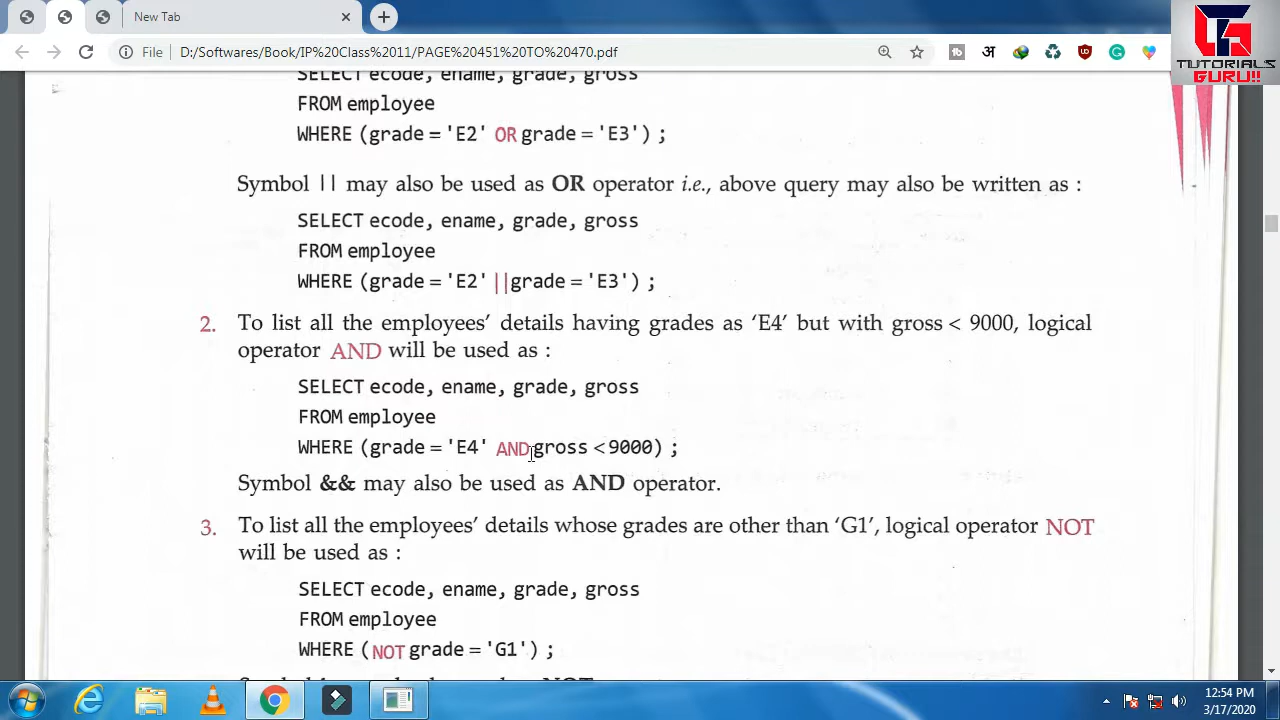 New Tab
File D:/Softwares/Book/IP%20Class%2011/PAGE%20451%20TO%20470.pdf
TUTORIALS
GURU!!
SELECT ecode, ename, grade, gross
FROM employee
WHERE (grade = 'E2' OR grade = 'E3') ;
Symbol || may also be used as OR operator i.e., above query may also be written as :
SELECT ecode, ename, grade, gross
FROM employee
WHERE (grade = 'E2' || grade = 'E3') ;
2. To list all the employees' details having grades as 'E4' but with gross < 9000, logical
operator AND will be used as :
SELECT ecode, ename, grade, gross
FROM employee
WHERE (grade = 'E4' AND gross < 9000) ;
Symbol && may also be used as AND operator.
3. To list all the employees' details whose grades are other than 'G1', logical operator NOT
will be used as :
SELECT ecode, ename, grade, gross
FROM employee
WHERE (NOT grade = 'G1') ;
12:54 PM
3/17/2020